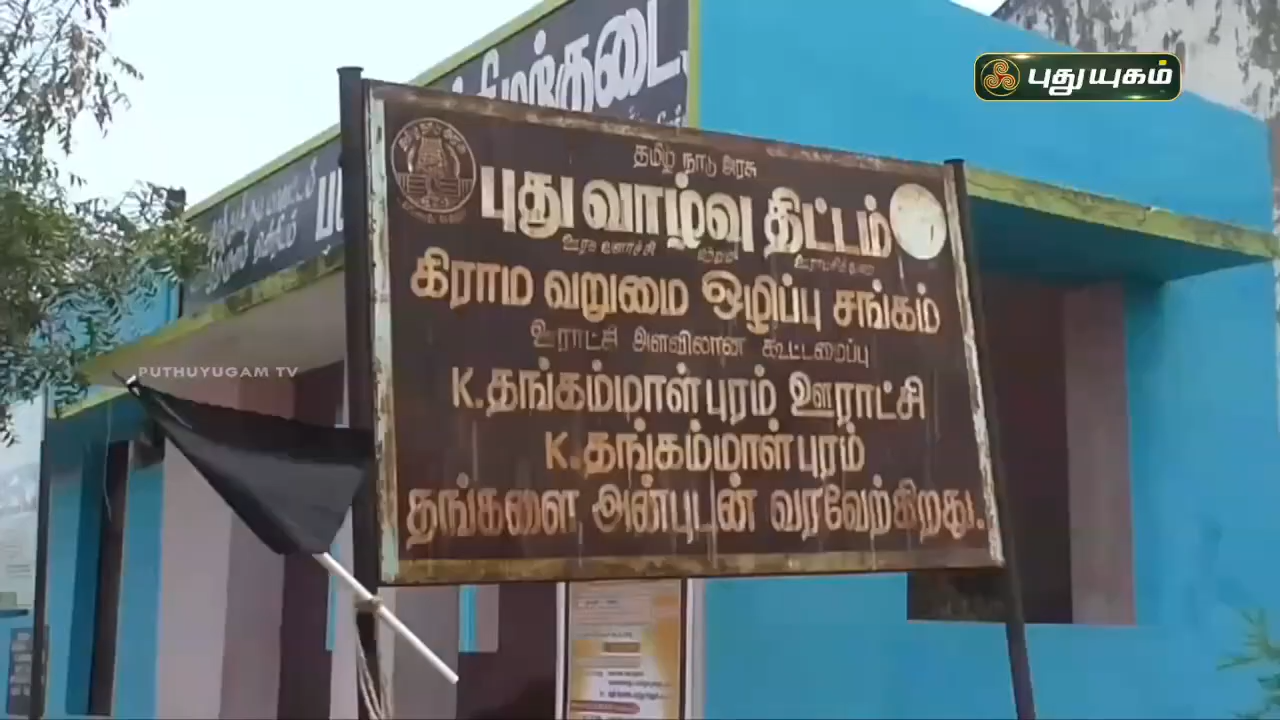 புதுயுகம்
தமிழ் நாடு அரசு
புது வாழ்வு திட்டம்
கிராம வறுமை ஒழிப்பு சங்கம்
ஊராட்சி அளவிலான கூட்டமைப்பு
K.தங்கம்மாள்புரம் ஊராட்சி
K.தங்கம்மாள்புரம்
தங்களை அன்புடன் வரவேற்கிறது.
PUTHUYUGAM TV